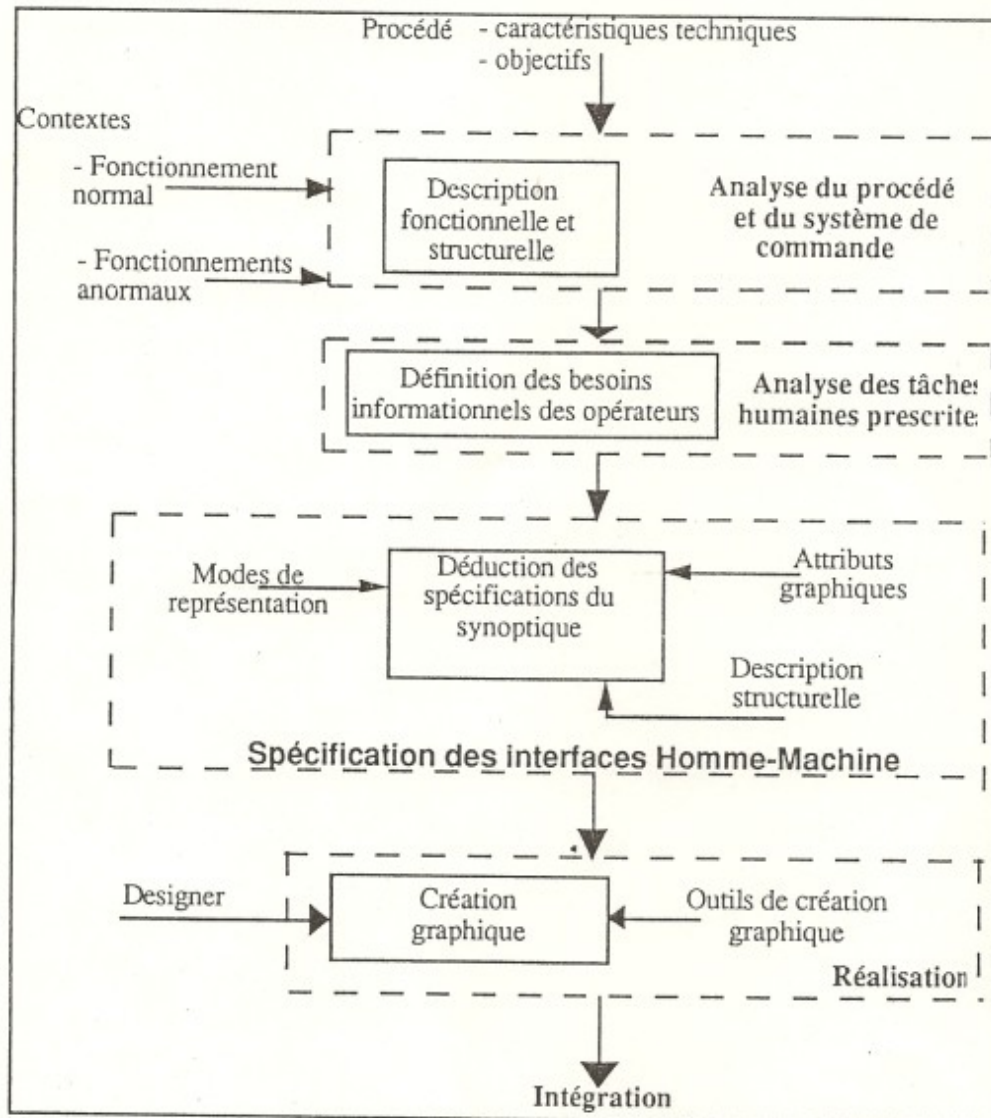 Procédé - caractéristiques techniques
- objectifs
Contextes
- Fonctionnement
normal
- Fonctionnements
anormaux
Description
fonctionnelle et
structurelle
Analyse du procédé
et du système de
commande
Définition des besoins
informationnels des opérateurs
Analyse des tâches
humaines prescrites
Modes de
représentation
Déduction des
spécifications du
synoptique
Attributs
graphiques
Description
structurelle
Spécification des interfaces Homme-Machine
Designer
Création
graphique
Outils de création
graphique
Réalisation
Intégration